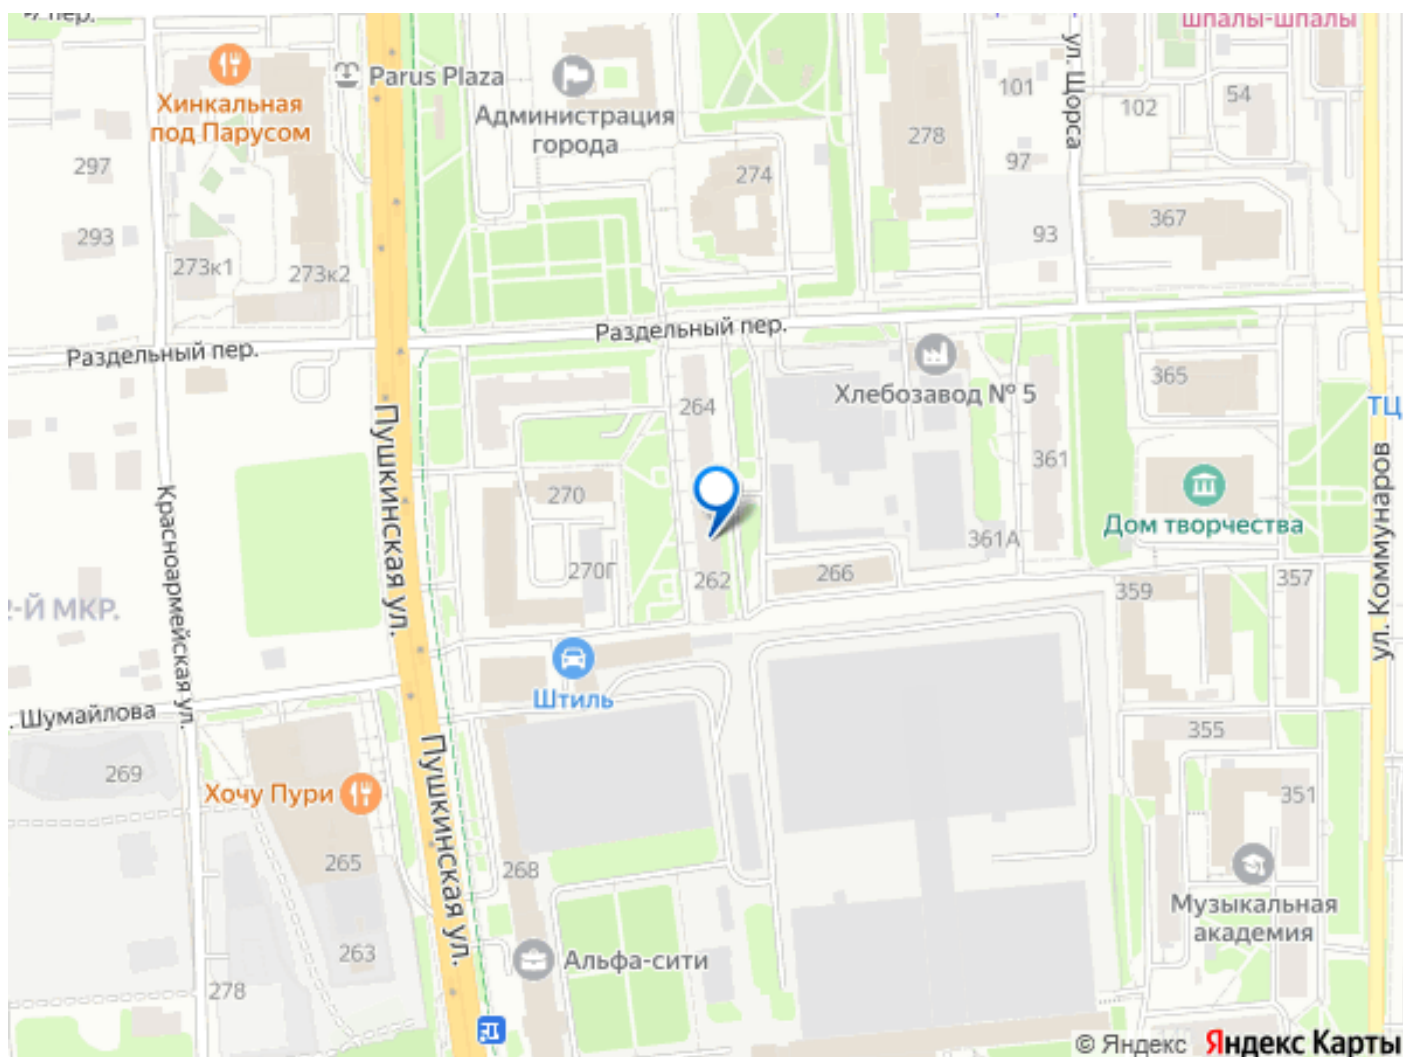 пер.
шпалы-шпалы
Parus Plaza
Хинкальная
под Парусом
Администрация
города
ул. Щорса
101
102
54
278
97
297
274
367
293
93
273к1
273к2
Раздельный пер.
Раздельный пер.
Хлебозавод № 5
365
264
ТЦ
Пушкинская ул.
361
270
Дом творчества
Красноармейская ул.
361А
ул. Коммунаров
270Г
262
266
359
357
2-Й МКР.
Штиль
. Шумайлова
355
Пушкинская ул.
269
Хочу Пури
351
265
268
Музыкальная
академия
263
Альфа-сити
278
© Яндекс Яндекс Карты